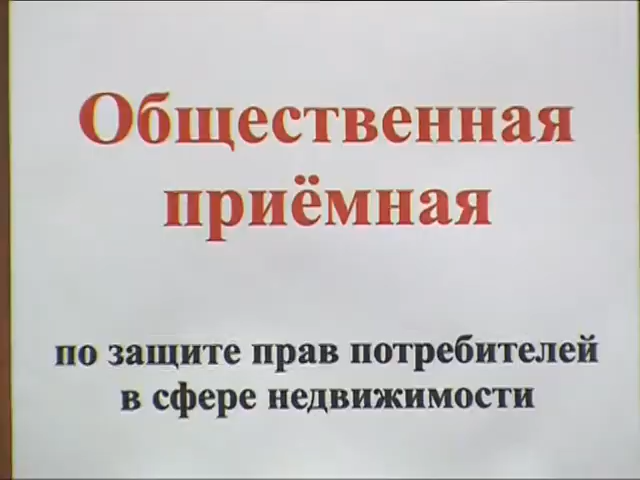 Общественная
приёмная
по защите прав потребителей
в сфере недвижимости